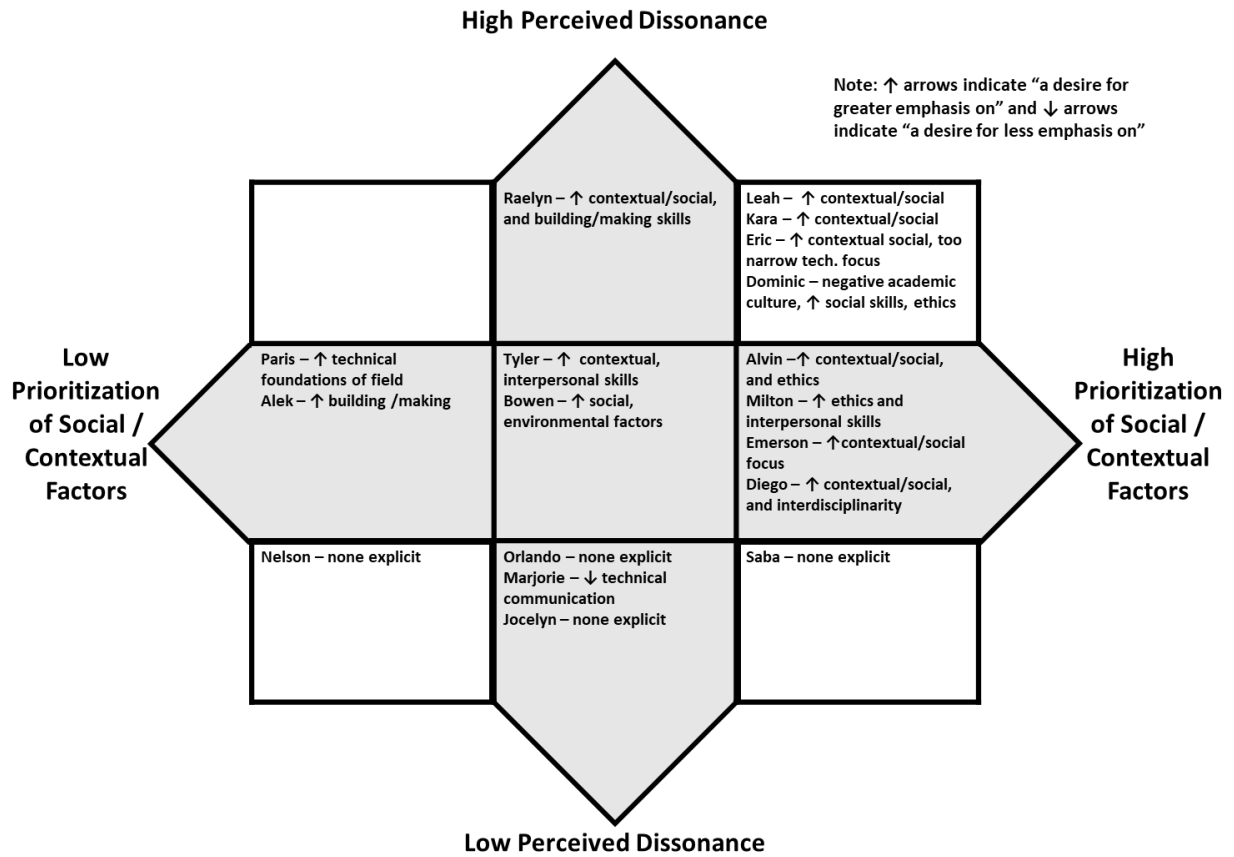 High Perceived Dissonance
Note: ↑ arrows indicate “a desire for
greater emphasis on” and ↓ arrows
indicate “a desire for less emphasis on”
Raelyn – ↑ contextual/social,
and building/making skills
Leah – ↑ contextual/social
Kara – ↑ contextual/social
Eric – ↑ contextual social, too
narrow tech. focus
Dominic – negative academic
culture, ↑ social skills, ethics
Low
Prioritization
of Social /
Contextual
Factors
Paris – ↑ technical
foundations of field
Alek – ↑ building /making
Tyler – ↑ contextual,
interpersonal skills
Bowen – ↑ social,
environmental factors
Alvin –↑ contextual/social,
and ethics
Milton – ↑ ethics and
interpersonal skills
Emerson – ↑contextual/social
focus
Diego – ↑ contextual/social,
and interdisciplinarity
High
Prioritization
of Social /
Contextual
Factors
Nelson – none explicit
Orlando – none explicit
Marjorie – ↓ technical
communication
Jocelyn – none explicit
Saba – none explicit
Low Perceived Dissonance